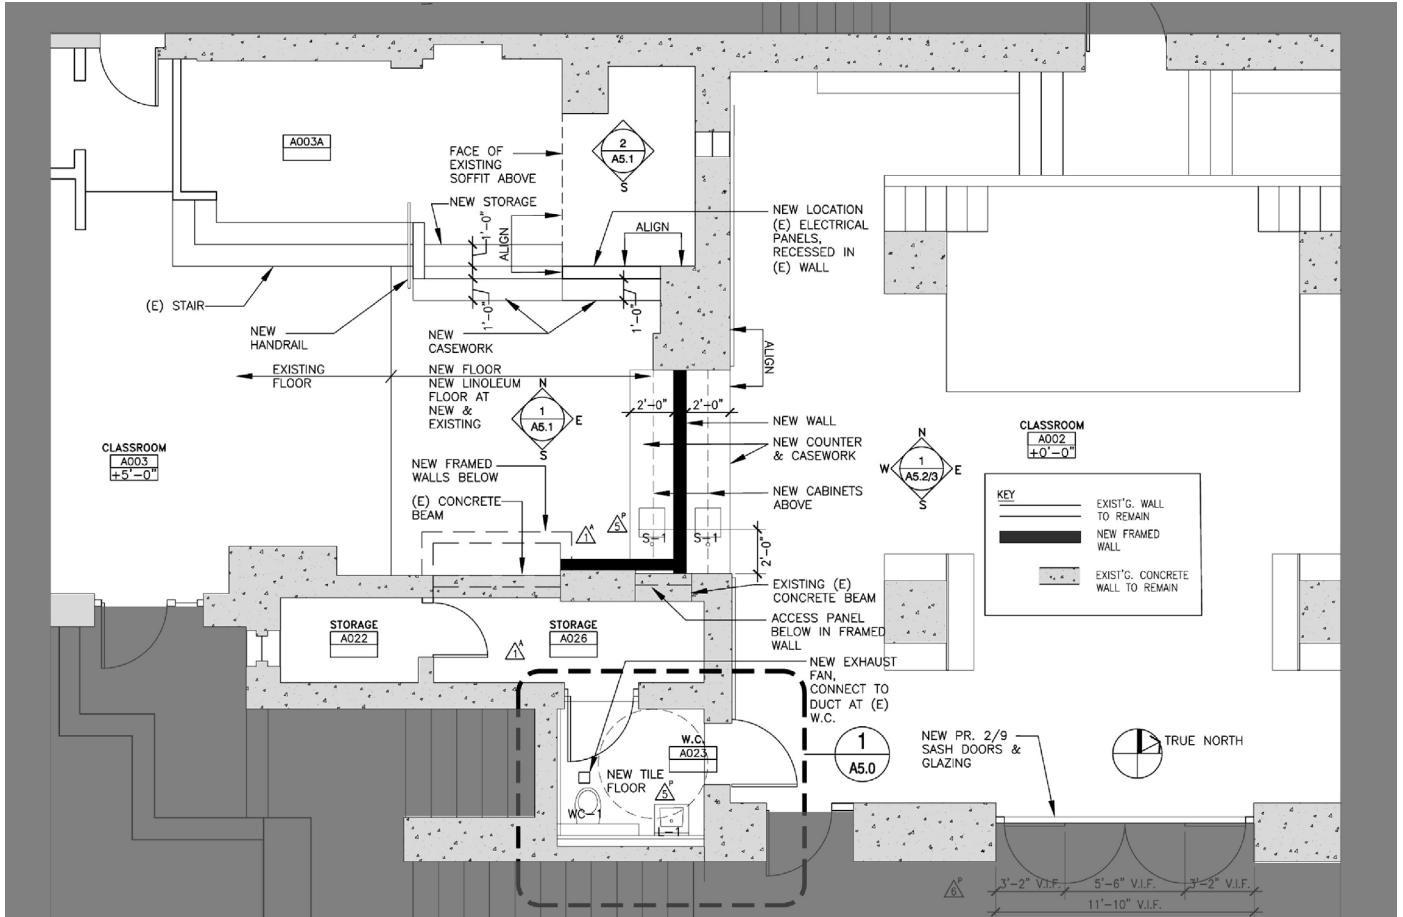 A003A
FACE OF
EXISTING
SOFFIT ABOVE
2
A5.1
S
NEW STORAGE
1'-0"
ALIGN
ALIGN
NEW LOCATION
(E) ELECTRICAL
PANELS,
RECESSED IN
(E) WALL
(E) STAIR
1'-0"
1'-0"
NEW
HANDRAIL
NEW
CASEWORK
ALIGN
EXISTING
FLOOR
NEW FLOOR
NEW LINOLEUM
FLOOR AT
NEW &
EXISTING
N
1
A5.1
E
S
2'-0"
2'-0"
NEW WALL
NEW COUNTER
& CASEWORK
N
W
1
A5.2/3
E
S
CLASSROOM
A002
+0'-0"
CLASSROOM
A003
+5'-0"
NEW FRAMED
WALLS BELOW
(E) CONCRETE
BEAM
NEW CABINETS
ABOVE
KEY
EXIST'G. WALL
TO REMAIN
NEW FRAMED
WALL
EXIST'G. CONCRETE
WALL TO REMAIN
1
A
5
P
S-1
S-1
2'-0"
EXISTING (E)
CONCRETE BEAM
ACCESS PANEL
BELOW IN FRAMED
WALL
STORAGE
A022
STORAGE
A026
1
A
NEW EXHAUST
FAN,
CONNECT TO
DUCT AT (E)
W.C.
W.C.
A023
1
A5.0
NEW PR. 2/9
SASH DOORS &
GLAZING
TRUE NORTH
NEW TILE
FLOOR
5
P
WC-1
L-1
6
P
3'-2" V.I.F.
5'-6" V.I.F.
3'-2" V.I.F.
11'-10" V.I.F.